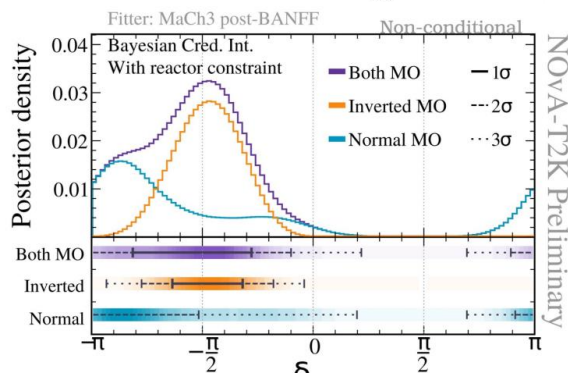 Fitter: MaCh3 post-BANFF
Non-conditional
0.04
0.03
0.02
0.01
Posterior density
Bayesian Cred. Int.
With reactor constraint
Both MO
Inverted MO
Normal MO
1σ
2σ
3σ
NOvA-T2K Preliminary
Both MO
Inverted
Normal
−π
−π/2
0
π/2
π
δ